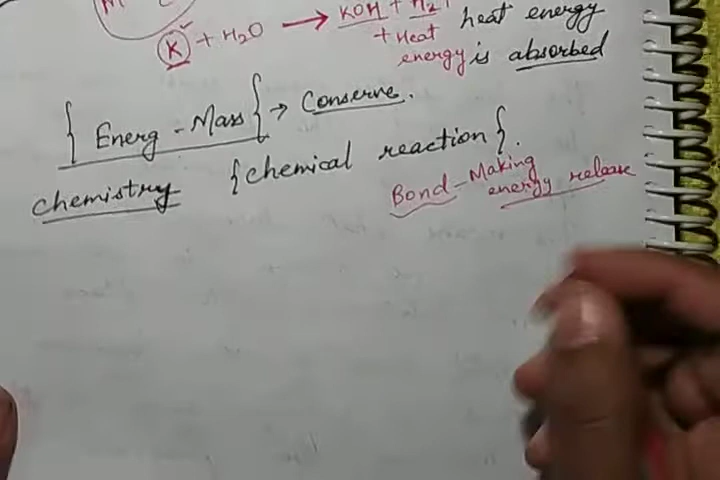 K + H₂O → KOH + H₂↑ heat energy
+ Heat energy is absorbed
{ Energ - Mass } → Conserve.
chemistry { chemical reaction }.
Bond - Making
energy release